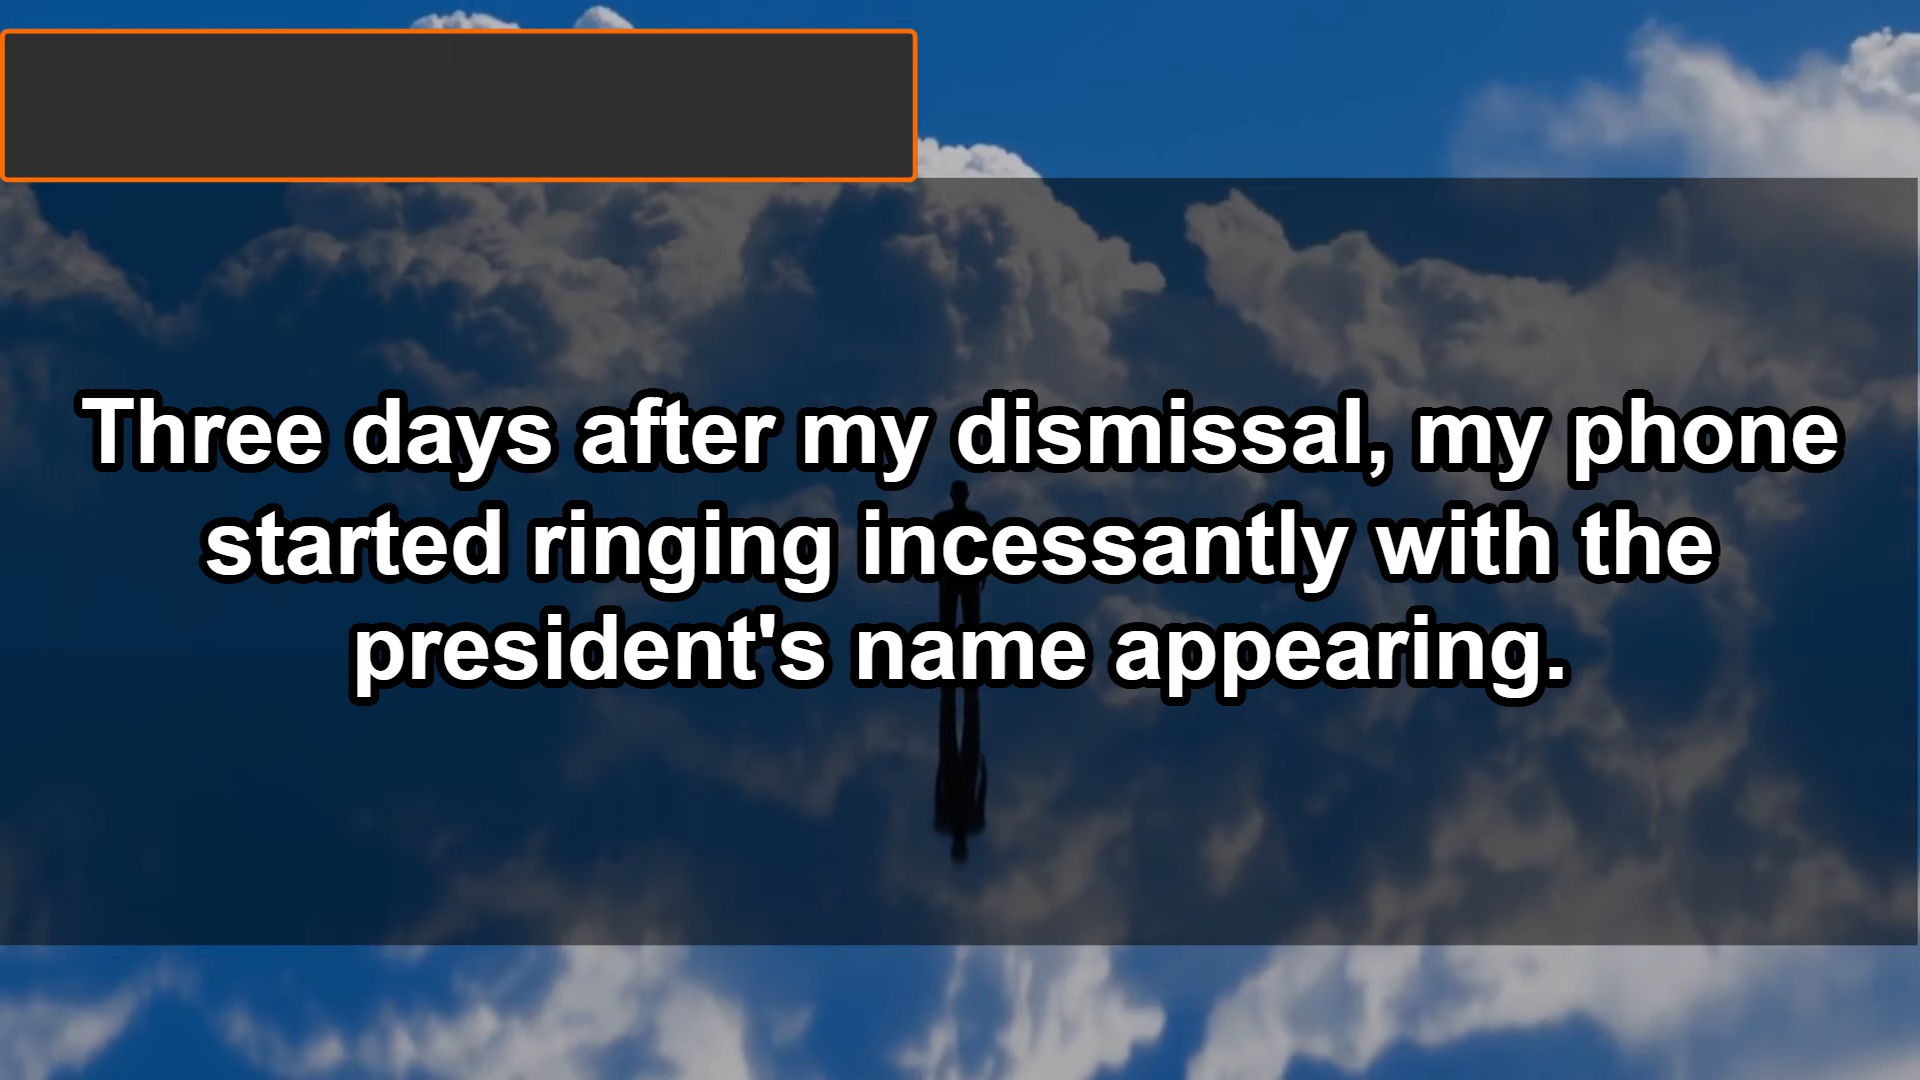 Three days after my dismissal, my phone
started ringing incessantly with the
president's name appearing.